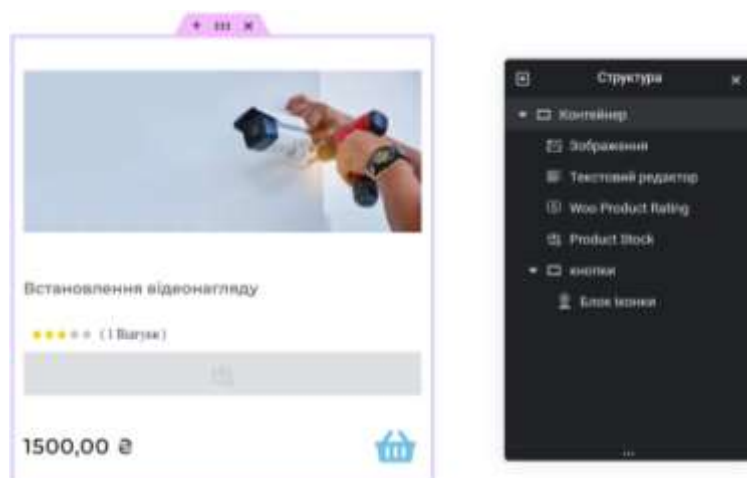 Структура
Контейнер
Зображення
Текстовий редактор
Woo Product Rating
Product Stock
кнопки
Блок іконки
Встановлення відеонагляду
(1 Відгук)
1500,00 ₴